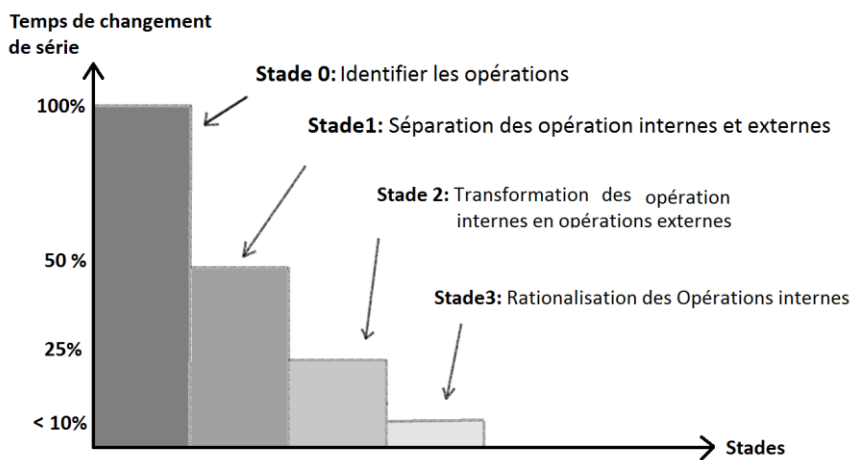 Temps de changement
de série
Stade 0: Identifier les opérations
100%
Stade1: Séparation des opération internes et externes
Stade 2: Transformation des opération
internes en opérations externes
50 %
Stade3: Rationalisation des Opérations internes
25%
< 10%
Stades